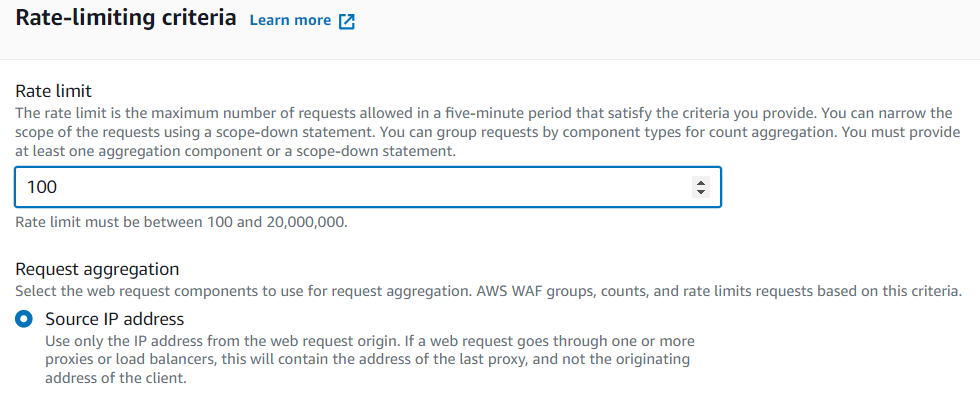 Rate-limiting criteria Learn more
Rate limit
The rate limit is the maximum number of requests allowed in a five-minute period that satisfy the criteria you provide. You can narrow the
scope of the requests using a scope-down statement. You can group requests by component types for count aggregation. You must provide
at least one aggregation component or a scope-down statement.
100
Rate limit must be between 100 and 20,000,000.
Request aggregation
Select the web request components to use for request aggregation. AWS WAF groups, counts, and rate limits requests based on this criteria.
Source IP address
Use only the IP address from the web request origin. If a web request goes through one or more
proxies or load balancers, this will contain the address of the last proxy, and not the originating
address of the client.